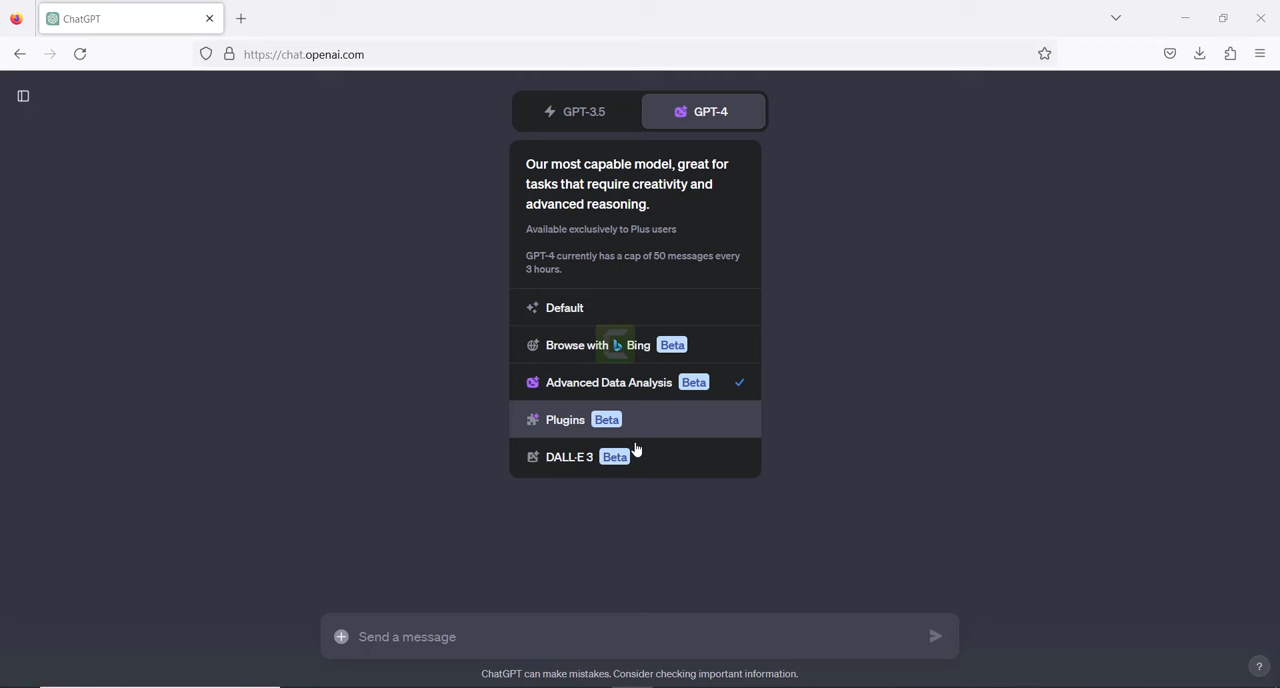 ChatGPT
https://chat.openai.com
GPT-3.5
GPT-4
Our most capable model, great for
tasks that require creativity and
advanced reasoning.
Available exclusively to Plus users
GPT-4 currently has a cap of 50 messages every
3 hours.
Default
Browse with Bing Beta
Advanced Data Analysis Beta
Plugins Beta
DALL·E 3 Beta
Send a message
ChatGPT can make mistakes. Consider checking important information.
?